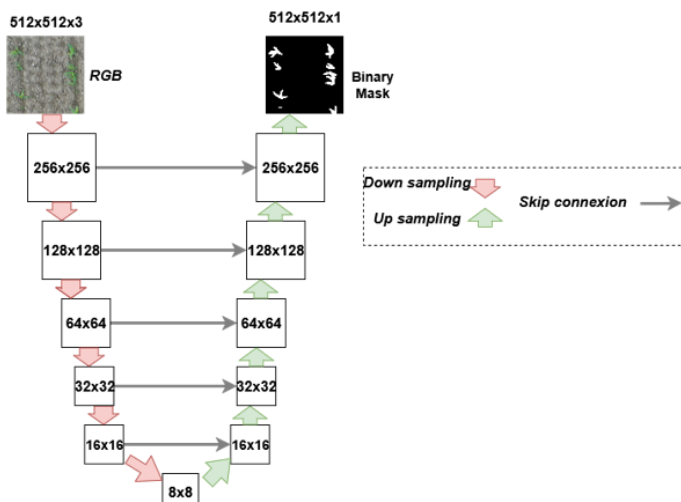 512x512x3
512x512x1
RGB
Binary
Mask
256x256
256x256
Down sampling
Skip connexion
Up sampling
128x128
128x128
64x64
64x64
32x32
32x32
16x16
16x16
8x8